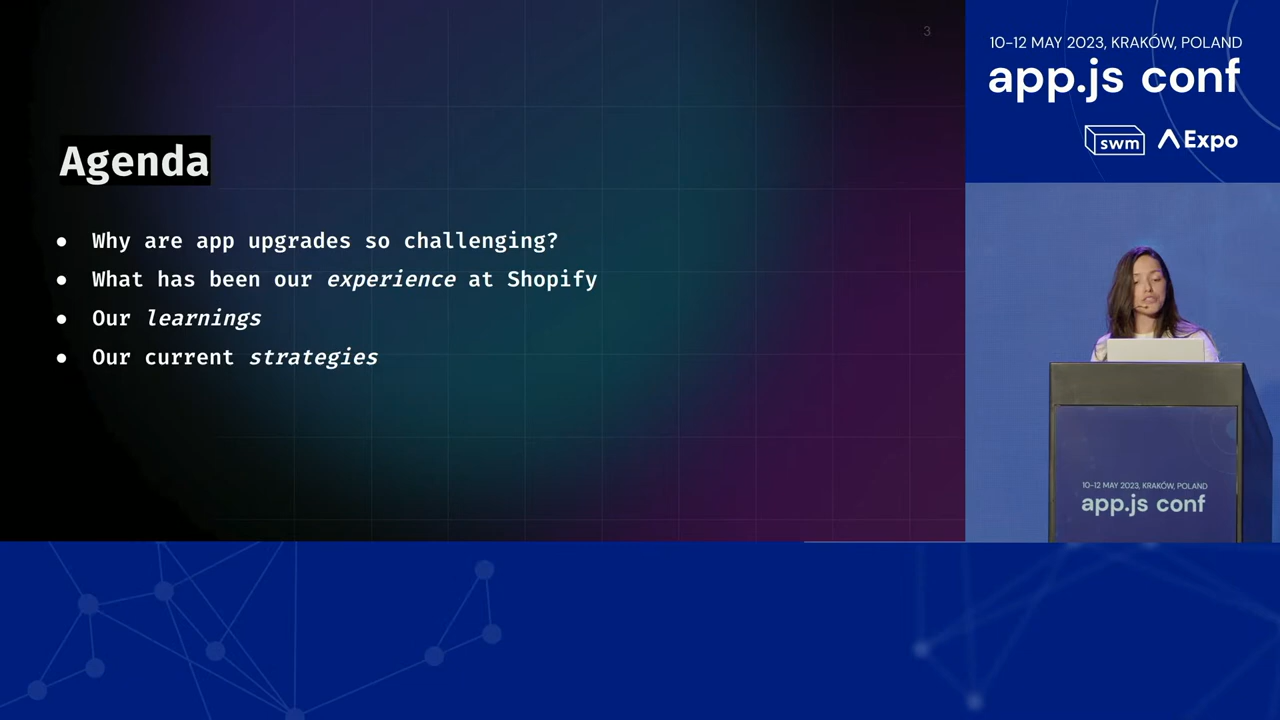 3
Agenda
● Why are app upgrades so challenging?
● What has been our experience at Shopify
● Our learnings
● Our current strategies
10-12 MAY 2023, KRAKÓW, POLAND
app.js conf
swm Expo
10-12 MAY 2023, KRAKÓW, POLAND
app.js conf